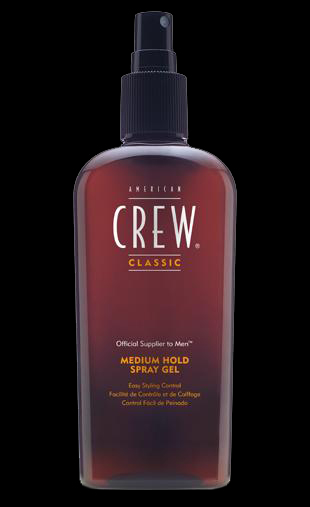 AMERICAN
CREW®
CLASSIC
Official Supplier to Men™
MEDIUM HOLD
SPRAY GEL
Easy Styling Control
Facilité de Contrôle et de Coiffage
Control Fácil de Peinado